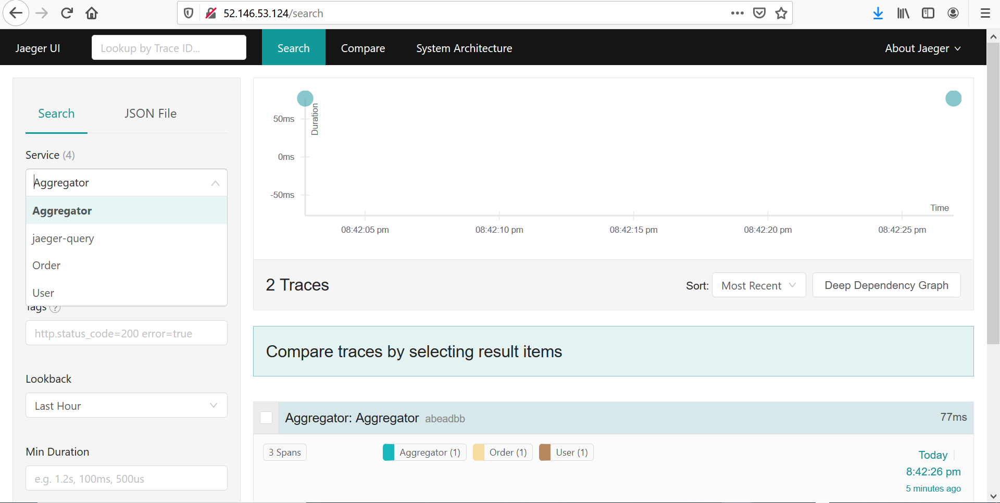 52.146.53.124/search
Jaeger UI
Lookup by Trace ID...
Search
Compare
System Architecture
About Jaeger
Search
JSON File
Service (4)
Aggregator
Aggregator
jaeger-query
Order
User
Tags ?
http.status_code=200 error=true
Lookback
Last Hour
Min Duration
e.g. 1.2s, 100ms, 500us
Duration
50ms
0ms
-50ms
Time
08:42:05 pm
08:42:10 pm
08:42:15 pm
08:42:20 pm
08:42:25 pm
2 Traces
Sort:
Most Recent
Deep Dependency Graph
Compare traces by selecting result items
Aggregator: Aggregator abeadbb
77ms
3 Spans
Aggregator (1)
Order (1)
User (1)
Today
8:42:26 pm
5 minutes ago